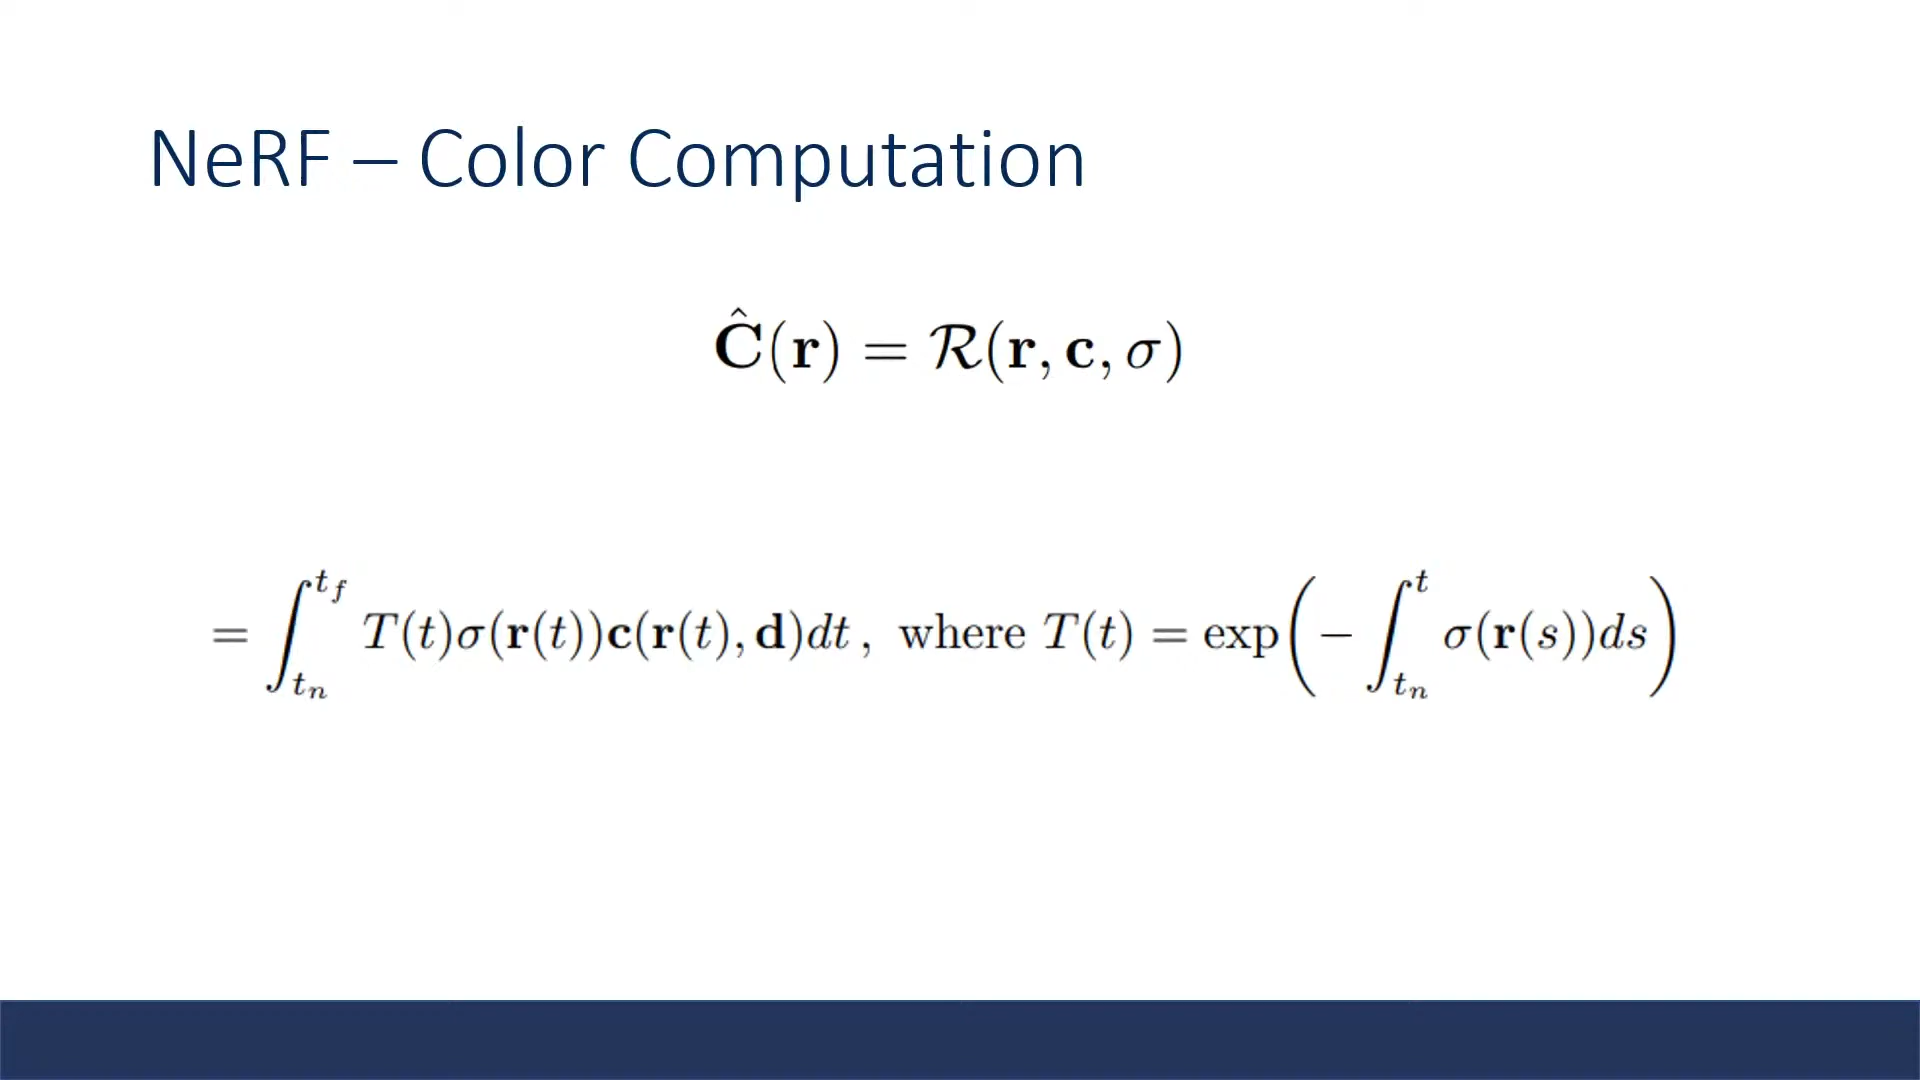 NeRF – Color Computation
Ĉ(r) = ℛ(r, c, σ)
= ∫_{t_n}^{t_f} T(t)σ(r(t))c(r(t), d)dt , where T(t) = exp(− ∫_{t_n}^{t} σ(r(s))ds)